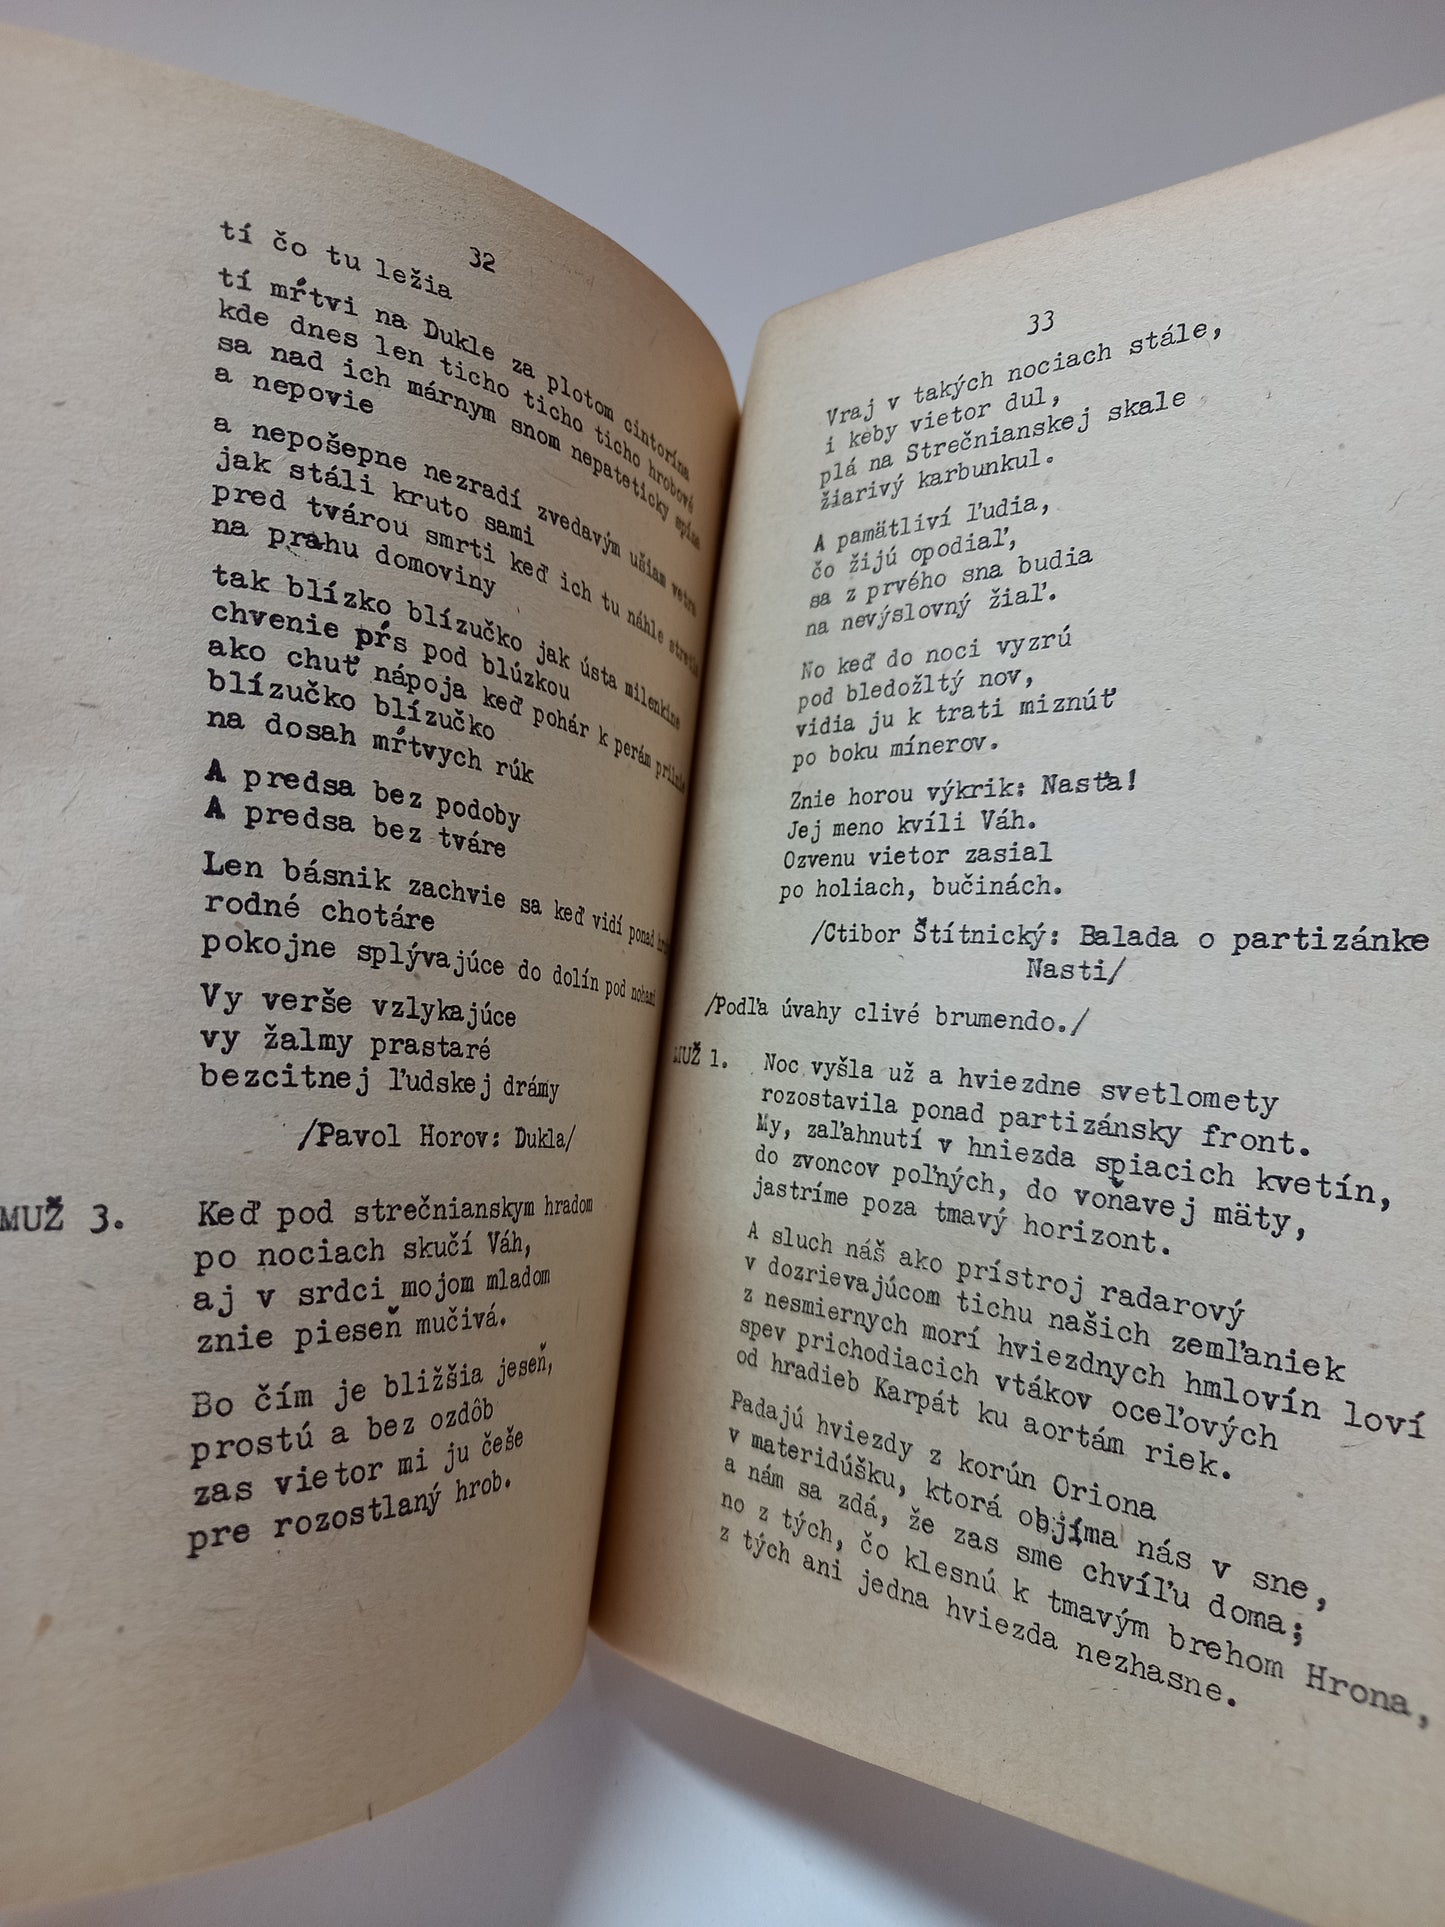 32
tí čo tu ležia
tí mŕtvi na Dukle za plotom cintorína
kde dnes len ticho ticho ticho hrobové
sa nad ich márnym snom nepateticky spína
a nepovie
a nepošepne nezradí zvedavým ušiam vetra
jak stáli kruto sami
pred tvárou smrti keď ich tu náhle
na prahu domoviny
tak blízko blízučko jak ústa milenkine
chvenie pŕs pod blúzkou
ako chuť nápoja keď pohár k perám prilnie
blízučko blízučko
na dosah mŕtvych rúk
A predsa bez podoby
A predsa bez tváre
Len básnik zachvie sa keď vidí ponad
rodné chotáre
pokojne splývajúce do dolín pod nohami
Vy verše vzlykajúce
vy žalmy prastaré
bezcitnej ľudskej drámy
/Pavol Horov: Dukla/
MUŽ 3. Keď pod strečnianskym hradom
po nociach skučí Váh,
aj v srdci mojom mladom
znie pieseň mučivá.
Bo čím je bližšia jeseň,
prostú a bez ozdôb
zas vietor mi ju češe
pre rozostlaný hrob.
33
Vraj v takých nociach stále,
i keby vietor dul,
plá na Strečnianskej skale
žiarivý karbunkul.
A pamätliví ľudia,
čo žijú opodiaľ,
sa z prvého sna budia
na nevýslovný žiaľ.
No keď do noci vyzrú
pod bledožltý nov,
vidia ju k trati miznúť
po boku mínerov.
Znie horou výkrik: Nasťa!
Jej meno kvíli Váh.
Ozvenu vietor zasial
po holiach, bučinách.
/Ctibor Štítnický: Balada o partizánke
Nasti/
/Podľa úvahy clivé brumendo./
MUŽ 1. Noc vyšla už a hviezdne svetlomety
rozostavila ponad partizánsky front.
My, zaľahnutí v hniezda spiacich kvetín,
do zvoncov poľných, do voňavej mäty,
jastríme poza tmavý horizont.
A sluch náš ako prístroj radarový
v dozrievajúcom tichu našich zemľaniek
z nesmiernych morí hviezdnych hmlovín loví
spev prichodiacich vtákov oceľových
od hradieb Karpát ku aortám riek.
Padajú hviezdy z korún Oriona
v materidúšku, ktorá objíma nás v sne,
a nám sa zdá, že zas sme chvíľu doma;
no z tých, čo klesnú k tmavým brehom Hrona,
z tých ani jedna hviezda nezhasne.